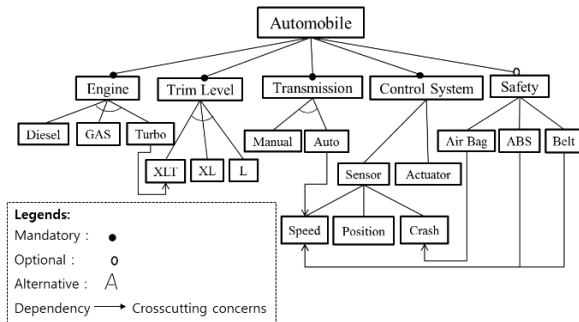 Automobile
Engine Trim Level Transmission Control System Safety
Diesel GAS Turbo Manual Auto Air Bag ABS Belt
XLT XL L Sensor Actuator
Speed Position Crash
Legends:
Mandatory :
Optional :
Alternative :
Dependency Crosscutting concerns